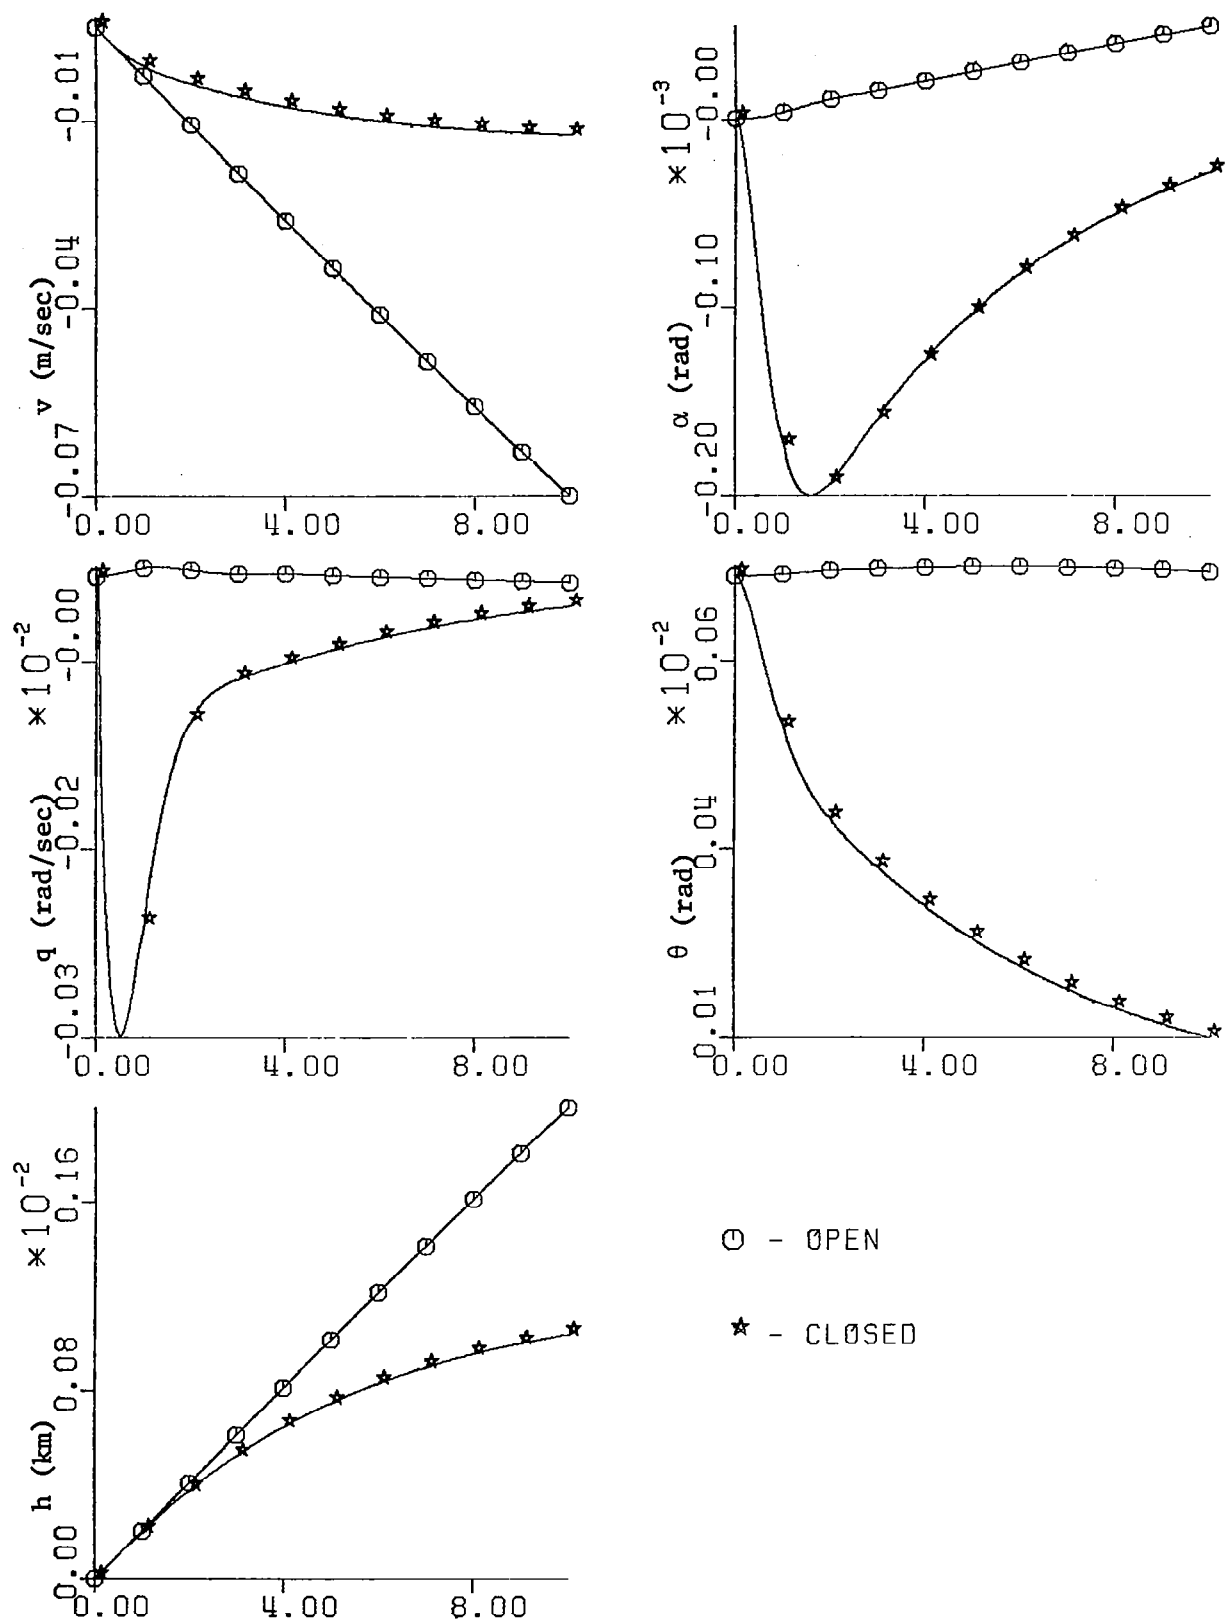 -0.01
-0.04
-0.07
v (m/sec)
0.00 4.00 8.00
-0.00
-0.10
-0.20
*10⁻³
α (rad)
0.00 4.00 8.00
-0.00
-0.02
-0.03
*10⁻²
q (rad/sec)
0.00 4.00 8.00
0.06
0.04
0.01
*10⁻²
θ (rad)
0.00 4.00 8.00
0.16
0.08
0.00
*10⁻²
h (km)
0.00 4.00 8.00
- OPEN
- CLOSED